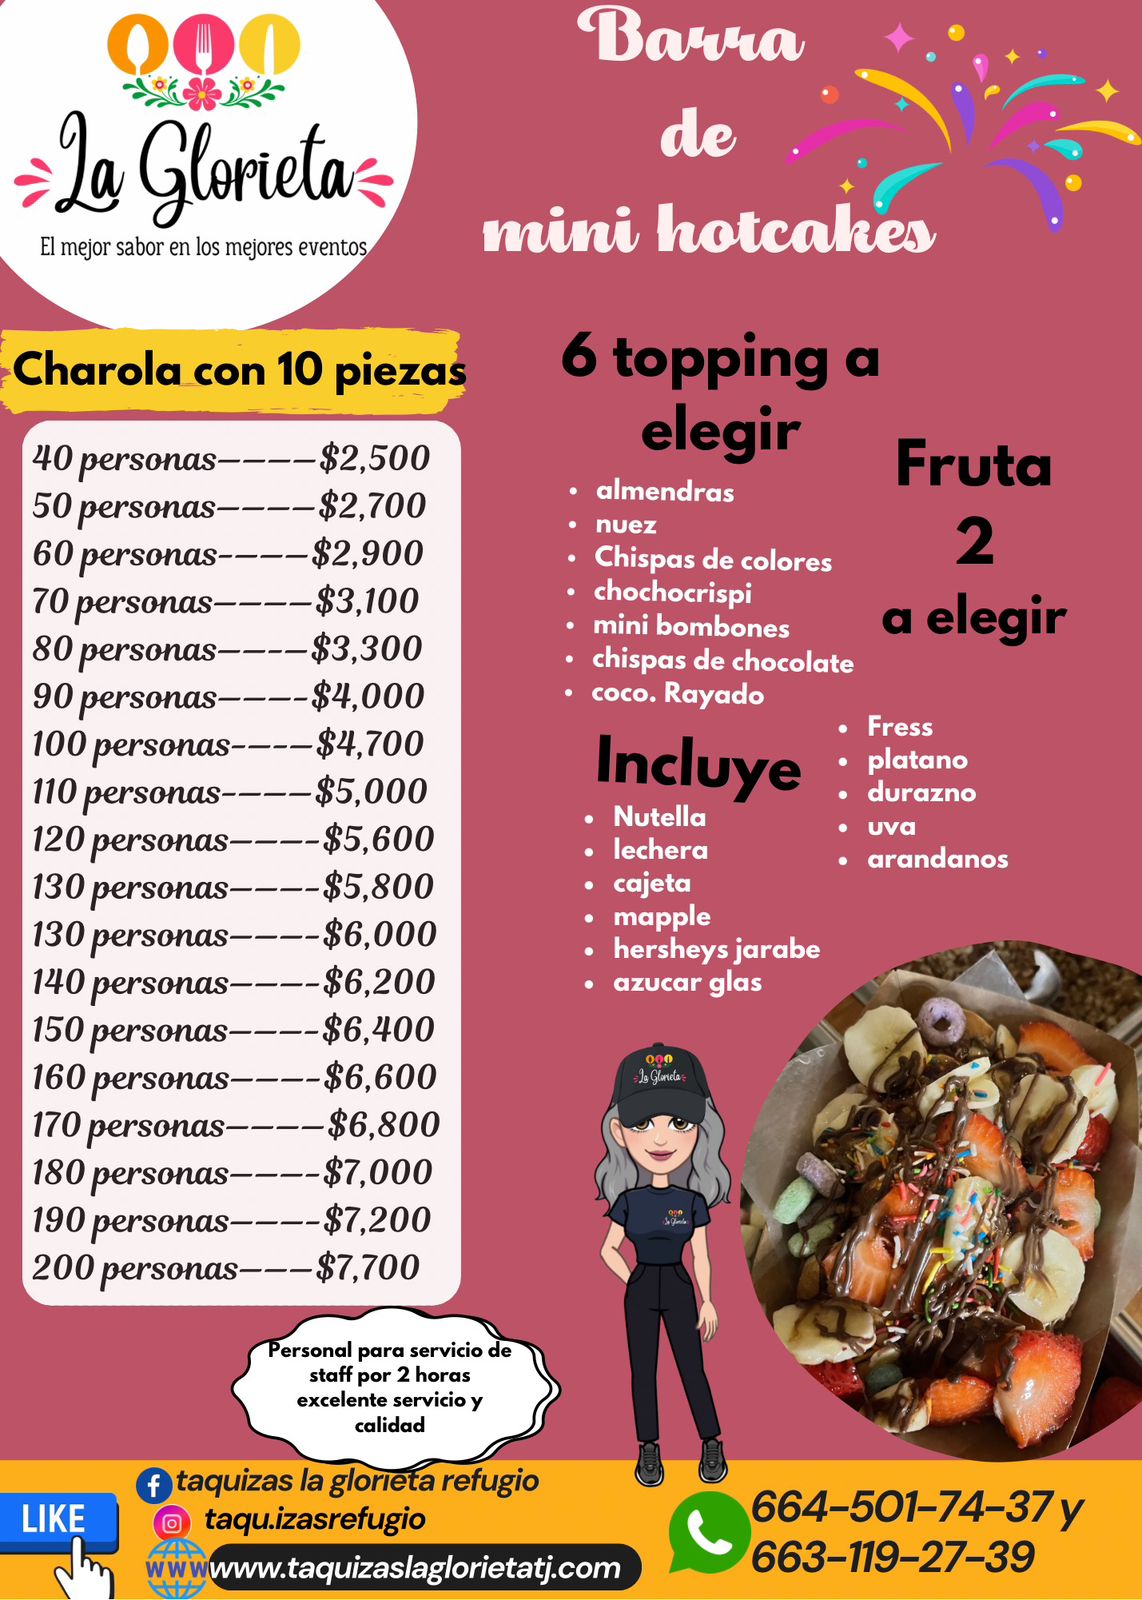 La Glorieta
El mejor sabor en los mejores eventos
Barra
de
mini hotcakes
Charola con 10 piezas
40 personas----$2,500
50 personas----$2,700
60 personas----$2,900
70 personas----$3,100
80 personas----$3,300
90 personas----$4,000
100 personas----$4,700
110 personas----$5,000
120 personas----$5,600
130 personas----$5,800
130 personas----$6,000
140 personas----$6,200
150 personas----$6,400
160 personas----$6,600
170 personas----$6,800
180 personas----$7,000
190 personas----$7,200
200 personas---$7,700
6 topping a
elegir
almendras
nuez
Chispas de colores
chochocrispi
mini bombones
chispas de chocolate
coco. Rayado
Fruta
2
a elegir
Fress
platano
durazno
uva
arandanos
Incluye
Nutella
lechera
cajeta
mapple
hersheys jarabe
azucar glas
La Glorieta
La Glorieta
Personal para servicio de
staff por 2 horas
excelente servicio y
calidad
LIKE
taquizas la glorieta refugio
taqu.izasrefugio
WWW
www.taquizaslaglorietatj.com
664-501-74-37 y
663-119-27-39